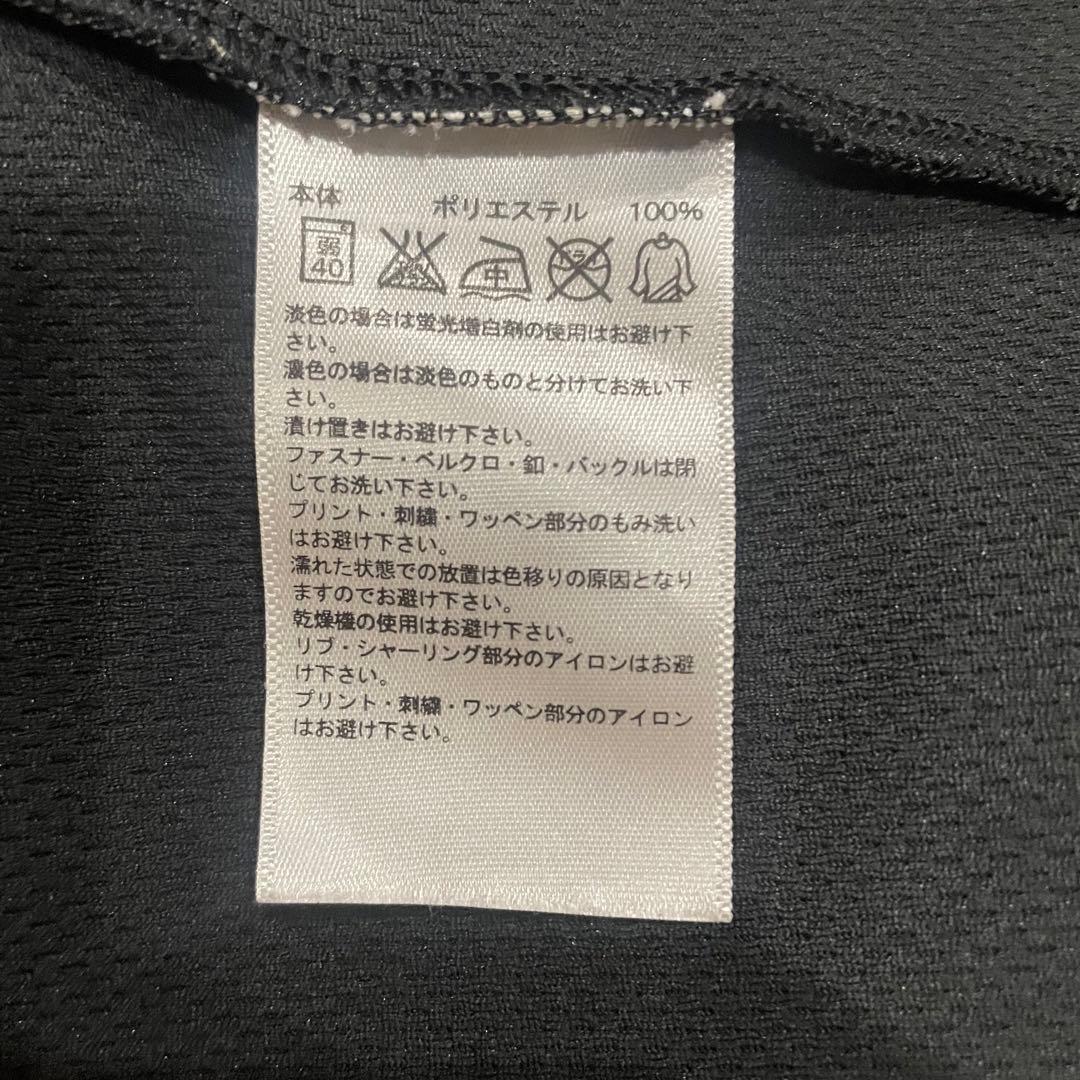 本体
ポリエステル 100%
弱
40
中
淡色の場合は蛍光増白剤の使用はお避け下
さい。
濃色の場合は淡色のものと分けてお洗い下
さい。
漬け置きはお避け下さい。
ファスナー・ベルクロ・釦・バックルは閉
じてお洗い下さい。
プリント・刺繍・ワッペン部分のもみ洗い
はお避け下さい。
濡れた状態での放置は色移りの原因となり
ますのでお避け下さい。
乾燥機の使用はお避け下さい。
リブ・シャーリング部分のアイロンはお避
け下さい。
プリント・刺繍・ワッペン部分のアイロン
はお避け下さい。